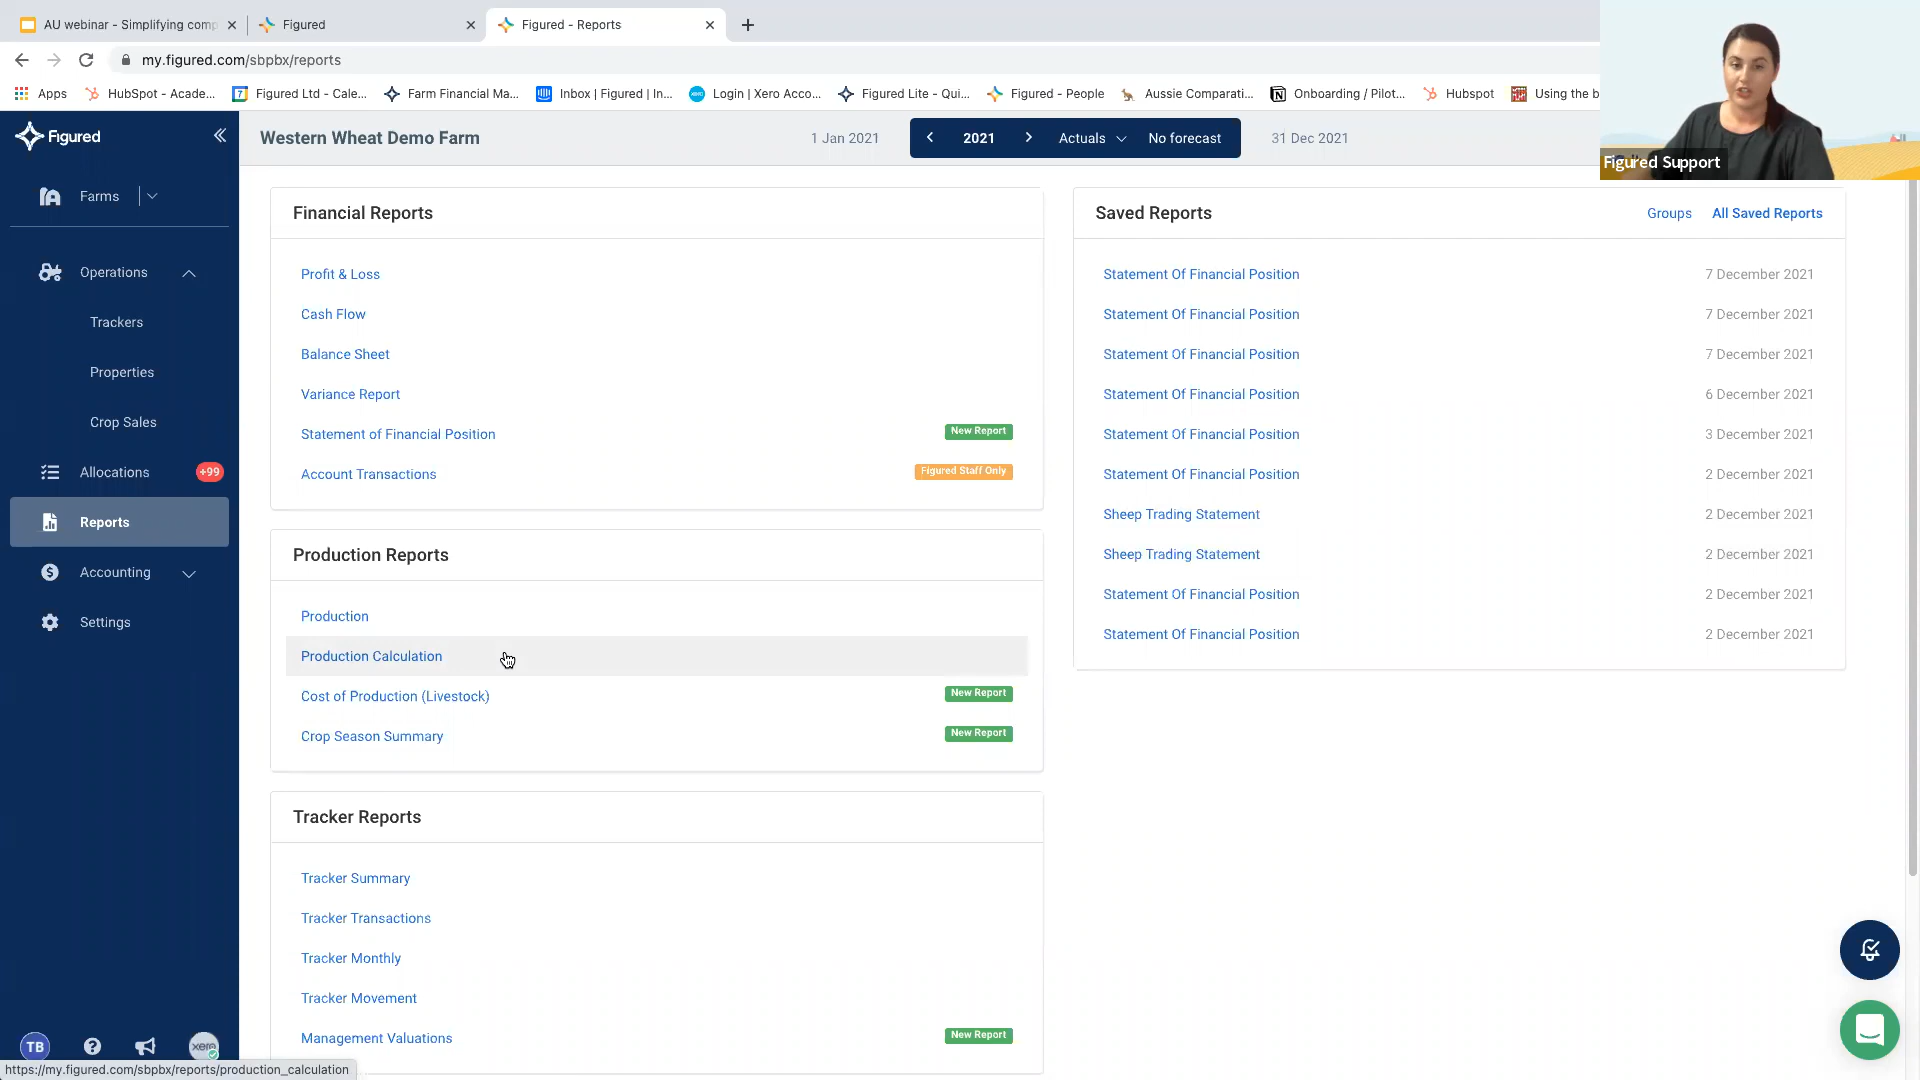 AU webinar - Simplifying comp
Figured
Figured - Reports
my.figured.com/sbpbx/reports
Apps
HubSpot - Acade...
7
Figured Ltd - Cale...
Farm Financial Ma...
Inbox | Figured | In...
xero
Login | Xero Acco...
Figured Lite - Qui...
Figured - People
Aussie Comparati...
Onboarding / Pilot...
Hubspot
Using the b
Figured
Western Wheat Demo Farm
1 Jan 2021
2021
Actuals
No forecast
31 Dec 2021
Figured Support
Farms
Operations
Trackers
Properties
Crop Sales
Allocations
+99
Reports
Accounting
Settings
TB
xero
Financial Reports
Profit & Loss
Cash Flow
Balance Sheet
Variance Report
Statement of Financial Position
New Report
Account Transactions
Figured Staff Only
Production Reports
Production
Production Calculation
Cost of Production (Livestock)
New Report
Crop Season Summary
New Report
Tracker Reports
Tracker Summary
Tracker Transactions
Tracker Monthly
Tracker Movement
Management Valuations
New Report
Saved Reports
Groups
All Saved Reports
Statement Of Financial Position
7 December 2021
Statement Of Financial Position
7 December 2021
Statement Of Financial Position
7 December 2021
Statement Of Financial Position
6 December 2021
Statement Of Financial Position
3 December 2021
Statement Of Financial Position
2 December 2021
Sheep Trading Statement
2 December 2021
Sheep Trading Statement
2 December 2021
Statement Of Financial Position
2 December 2021
Statement Of Financial Position
2 December 2021
https://my.figured.com/sbpbx/reports/production_calculation